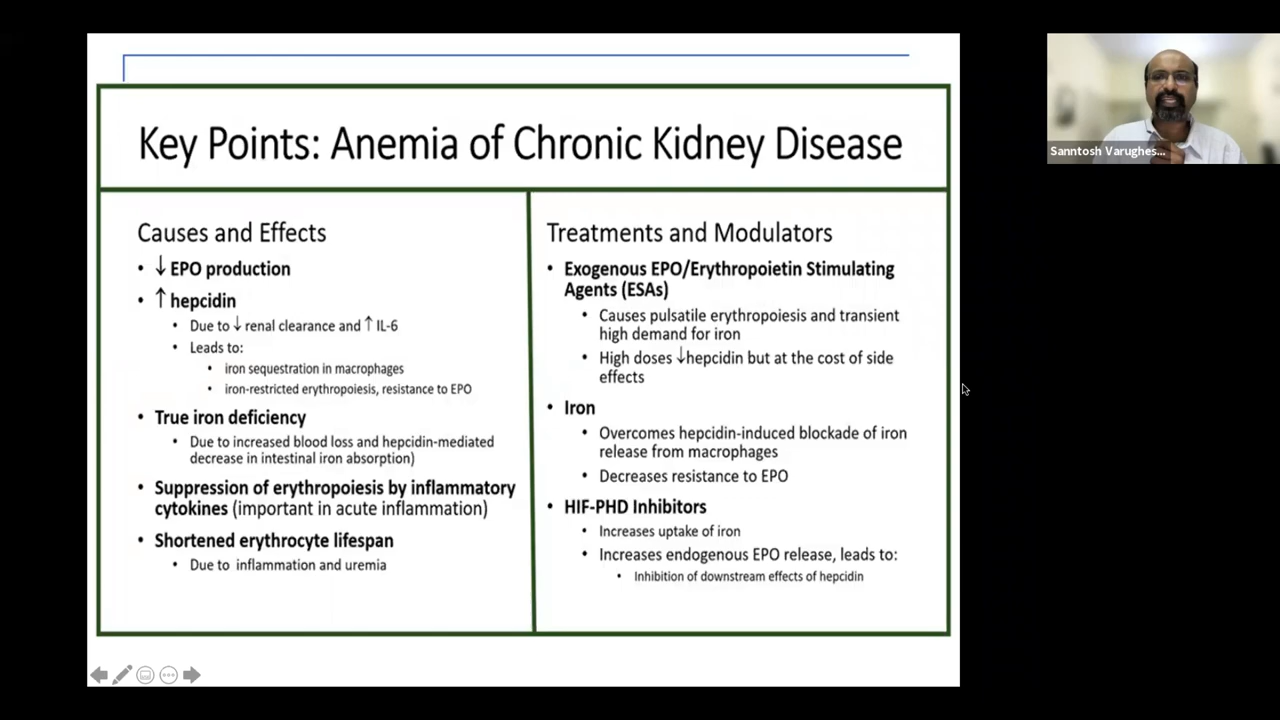 Key Points: Anemia of Chronic Kidney Disease
Causes and Effects
• ↓ EPO production
• ↑ hepcidin
• Due to ↓ renal clearance and ↑ IL-6
• Leads to:
• iron sequestration in macrophages
• iron-restricted erythropoiesis, resistance to EPO
• True iron deficiency
• Due to increased blood loss and hepcidin-mediated
decrease in intestinal iron absorption)
• Suppression of erythropoiesis by inflammatory
cytokines (important in acute inflammation)
• Shortened erythrocyte lifespan
• Due to inflammation and uremia
Treatments and Modulators
• Exogenous EPO/Erythropoietin Stimulating
Agents (ESAs)
• Causes pulsatile erythropoiesis and transient
high demand for iron
• High doses ↓hepcidin but at the cost of side
effects
• Iron
• Overcomes hepcidin-induced blockade of iron
release from macrophages
• Decreases resistance to EPO
• HIF-PHD Inhibitors
• Increases uptake of iron
• Increases endogenous EPO release, leads to:
• Inhibition of downstream effects of hepcidin
Sanntosh Varughes...